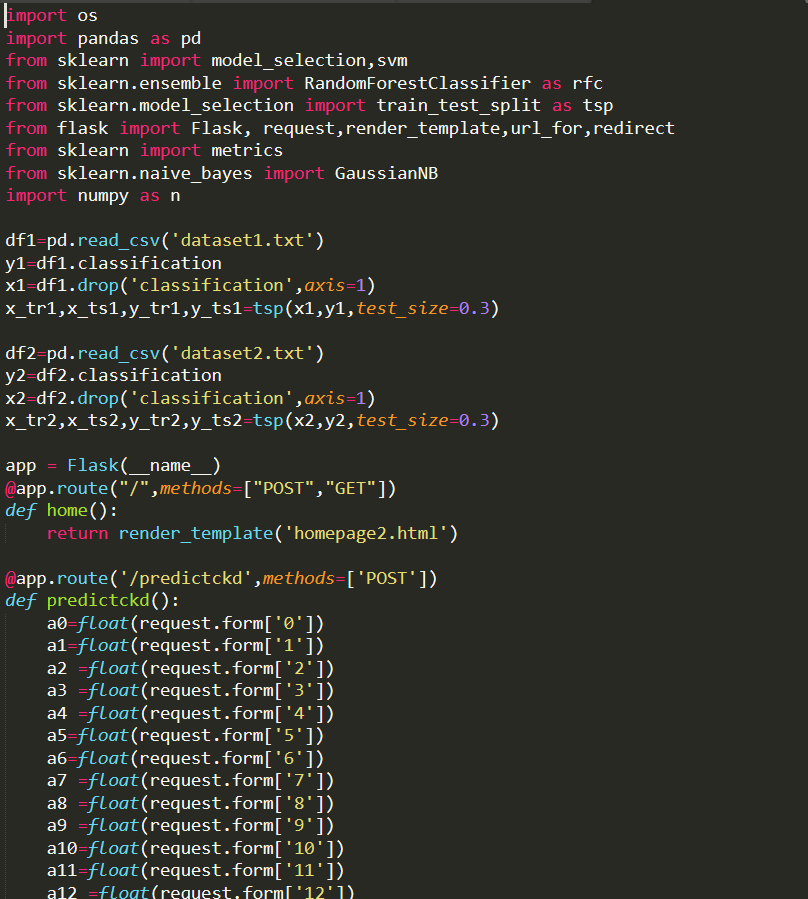 import os
import pandas as pd
from sklearn import model_selection,svm
from sklearn.ensemble import RandomForestClassifier as rfc
from sklearn.model_selection import train_test_split as tsp
from flask import Flask, request,render_template,url_for,redirect
from sklearn import metrics
from sklearn.naive_bayes import GaussianNB
import numpy as n

df1=pd.read_csv('dataset1.txt')
y1=df1.classification
x1=df1.drop('classification',axis=1)
x_tr1,x_ts1,y_tr1,y_ts1=tsp(x1,y1,test_size=0.3)

df2=pd.read_csv('dataset2.txt')
y2=df2.classification
x2=df2.drop('classification',axis=1)
x_tr2,x_ts2,y_tr2,y_ts2=tsp(x2,y2,test_size=0.3)

app = Flask(__name__)
@app.route("/",methods=["POST","GET"])
def home():
    return render_template('homepage2.html')

@app.route('/predictckd',methods=['POST'])
def predictckd():
    a0=float(request.form['0'])
    a1=float(request.form['1'])
    a2 =float(request.form['2'])
    a3 =float(request.form['3'])
    a4 =float(request.form['4'])
    a5=float(request.form['5'])
    a6=float(request.form['6'])
    a7 =float(request.form['7'])
    a8 =float(request.form['8'])
    a9 =float(request.form['9'])
    a10=float(request.form['10'])
    a11=float(request.form['11'])
    a12 =float(request.form['12'])